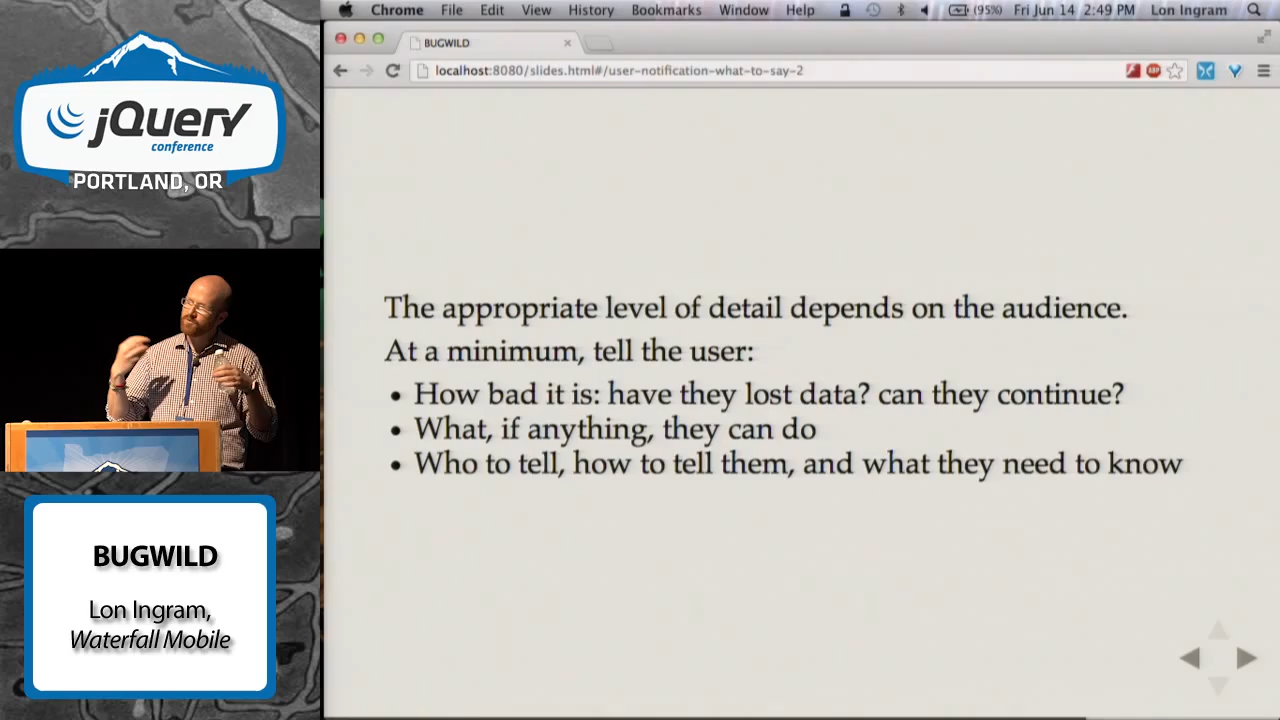 jQuery
conference
PORTLAND, OR
BUGWILD
Lon Ingram,
Waterfall Mobile
Chrome File Edit View History Bookmarks Window Help (95%) Fri Jun 14 2:49 PM Lon Ingram
BUGWILD
localhost:8080/slides.html#/user-notification-what-to-say-2
ABP
The appropriate level of detail depends on the audience.
At a minimum, tell the user:
• How bad it is: have they lost data? can they continue?
• What, if anything, they can do
• Who to tell, how to tell them, and what they need to know